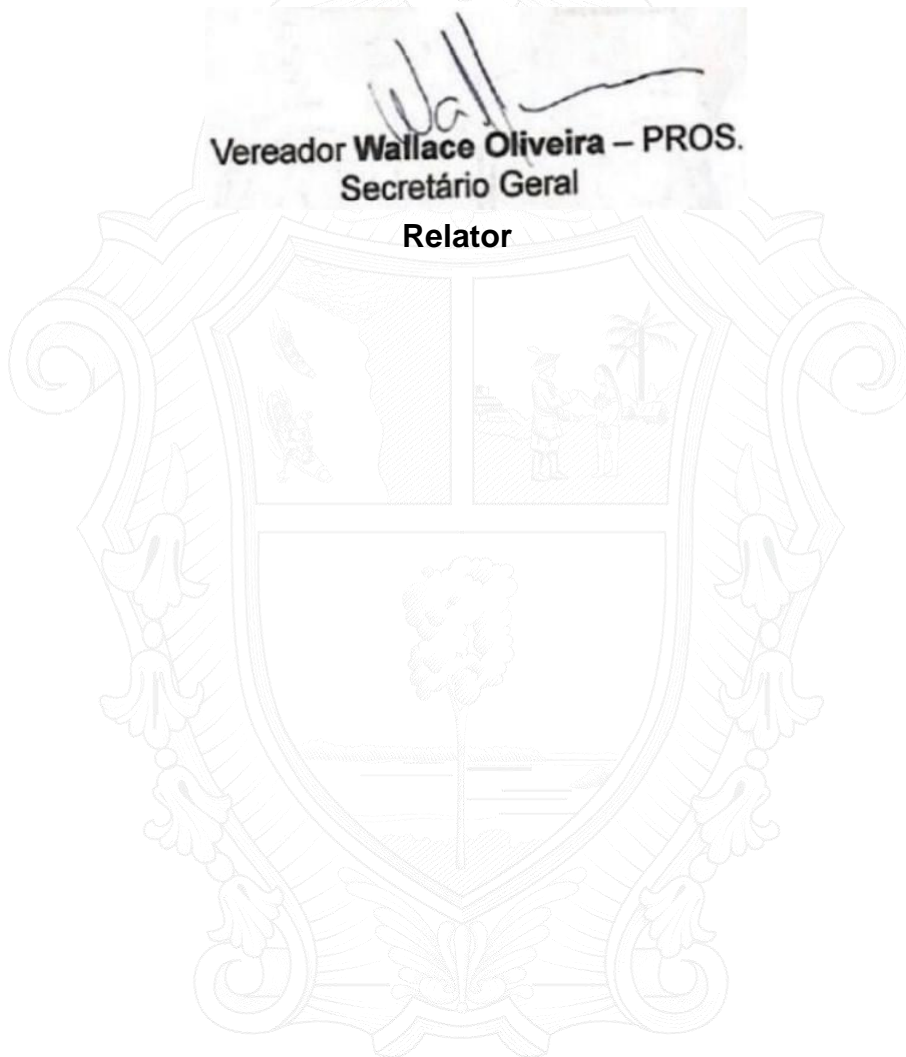 Vereador Wallace Oliveira – PROS.
Secretário Geral
Relator